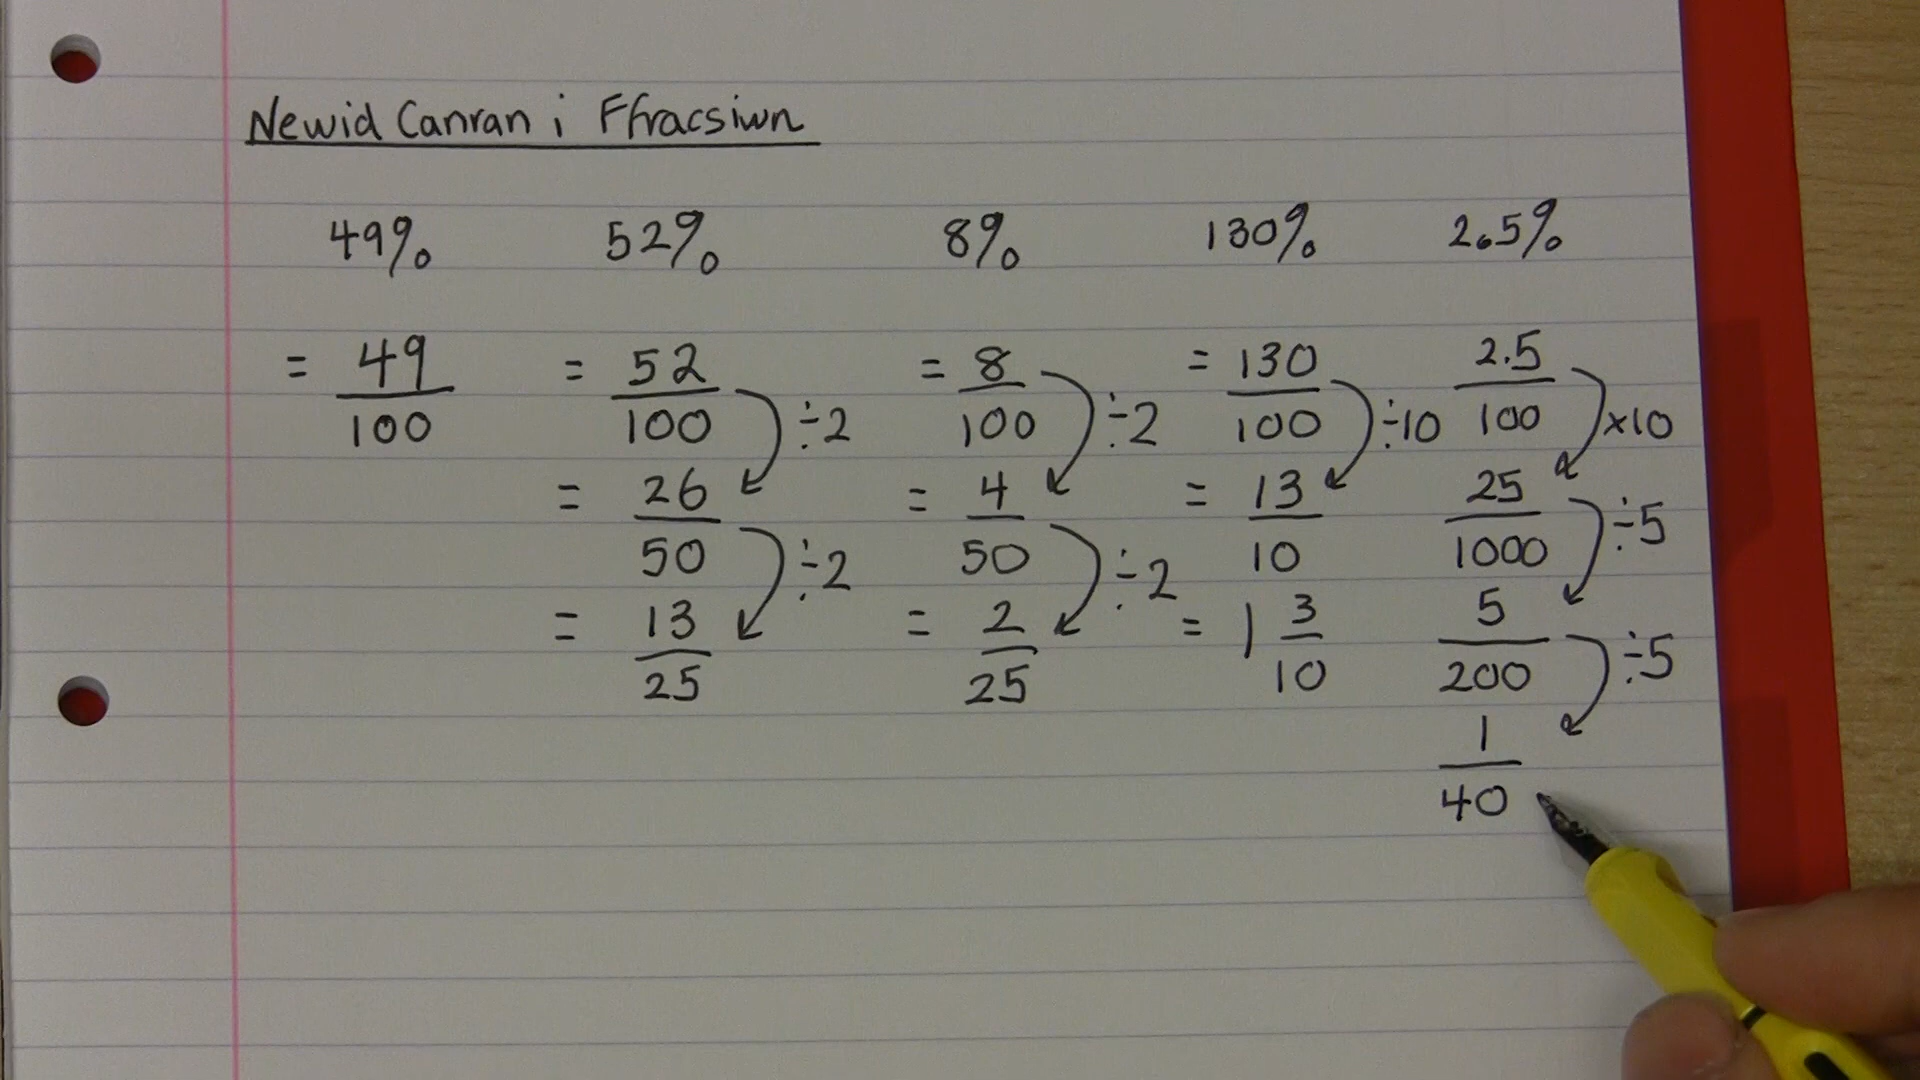 Newid Canran i Ffracsiwn
49% 52% 8% 130% 2.5%
= 49/100 = 52/100 ÷2 = 8/100 ÷2 = 130/100 ÷10 2.5/100 ×10
= 26/50 ÷2 = 4/50 ÷2 = 13/10 25/1000 ÷5
= 13/25 = 2/25 = 1 3/10 5/200 ÷5
1/40